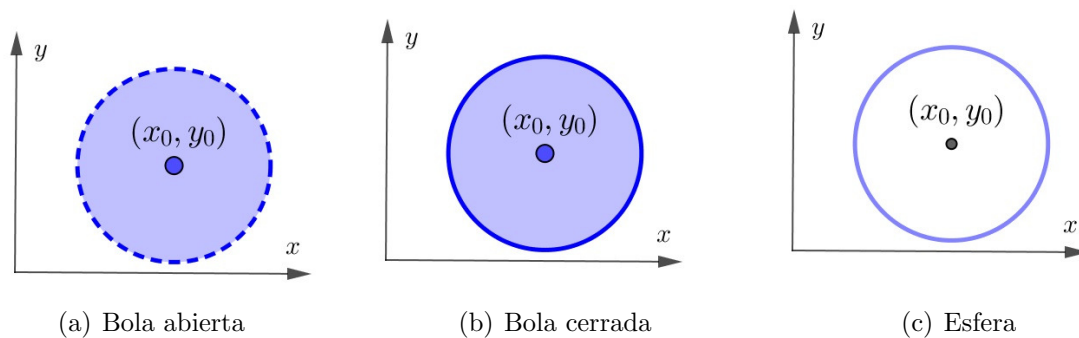 y
(x₀, y₀)
x
(a) Bola abierta
y
(x₀, y₀)
x
(b) Bola cerrada
y
(x₀, y₀)
x
(c) Esfera